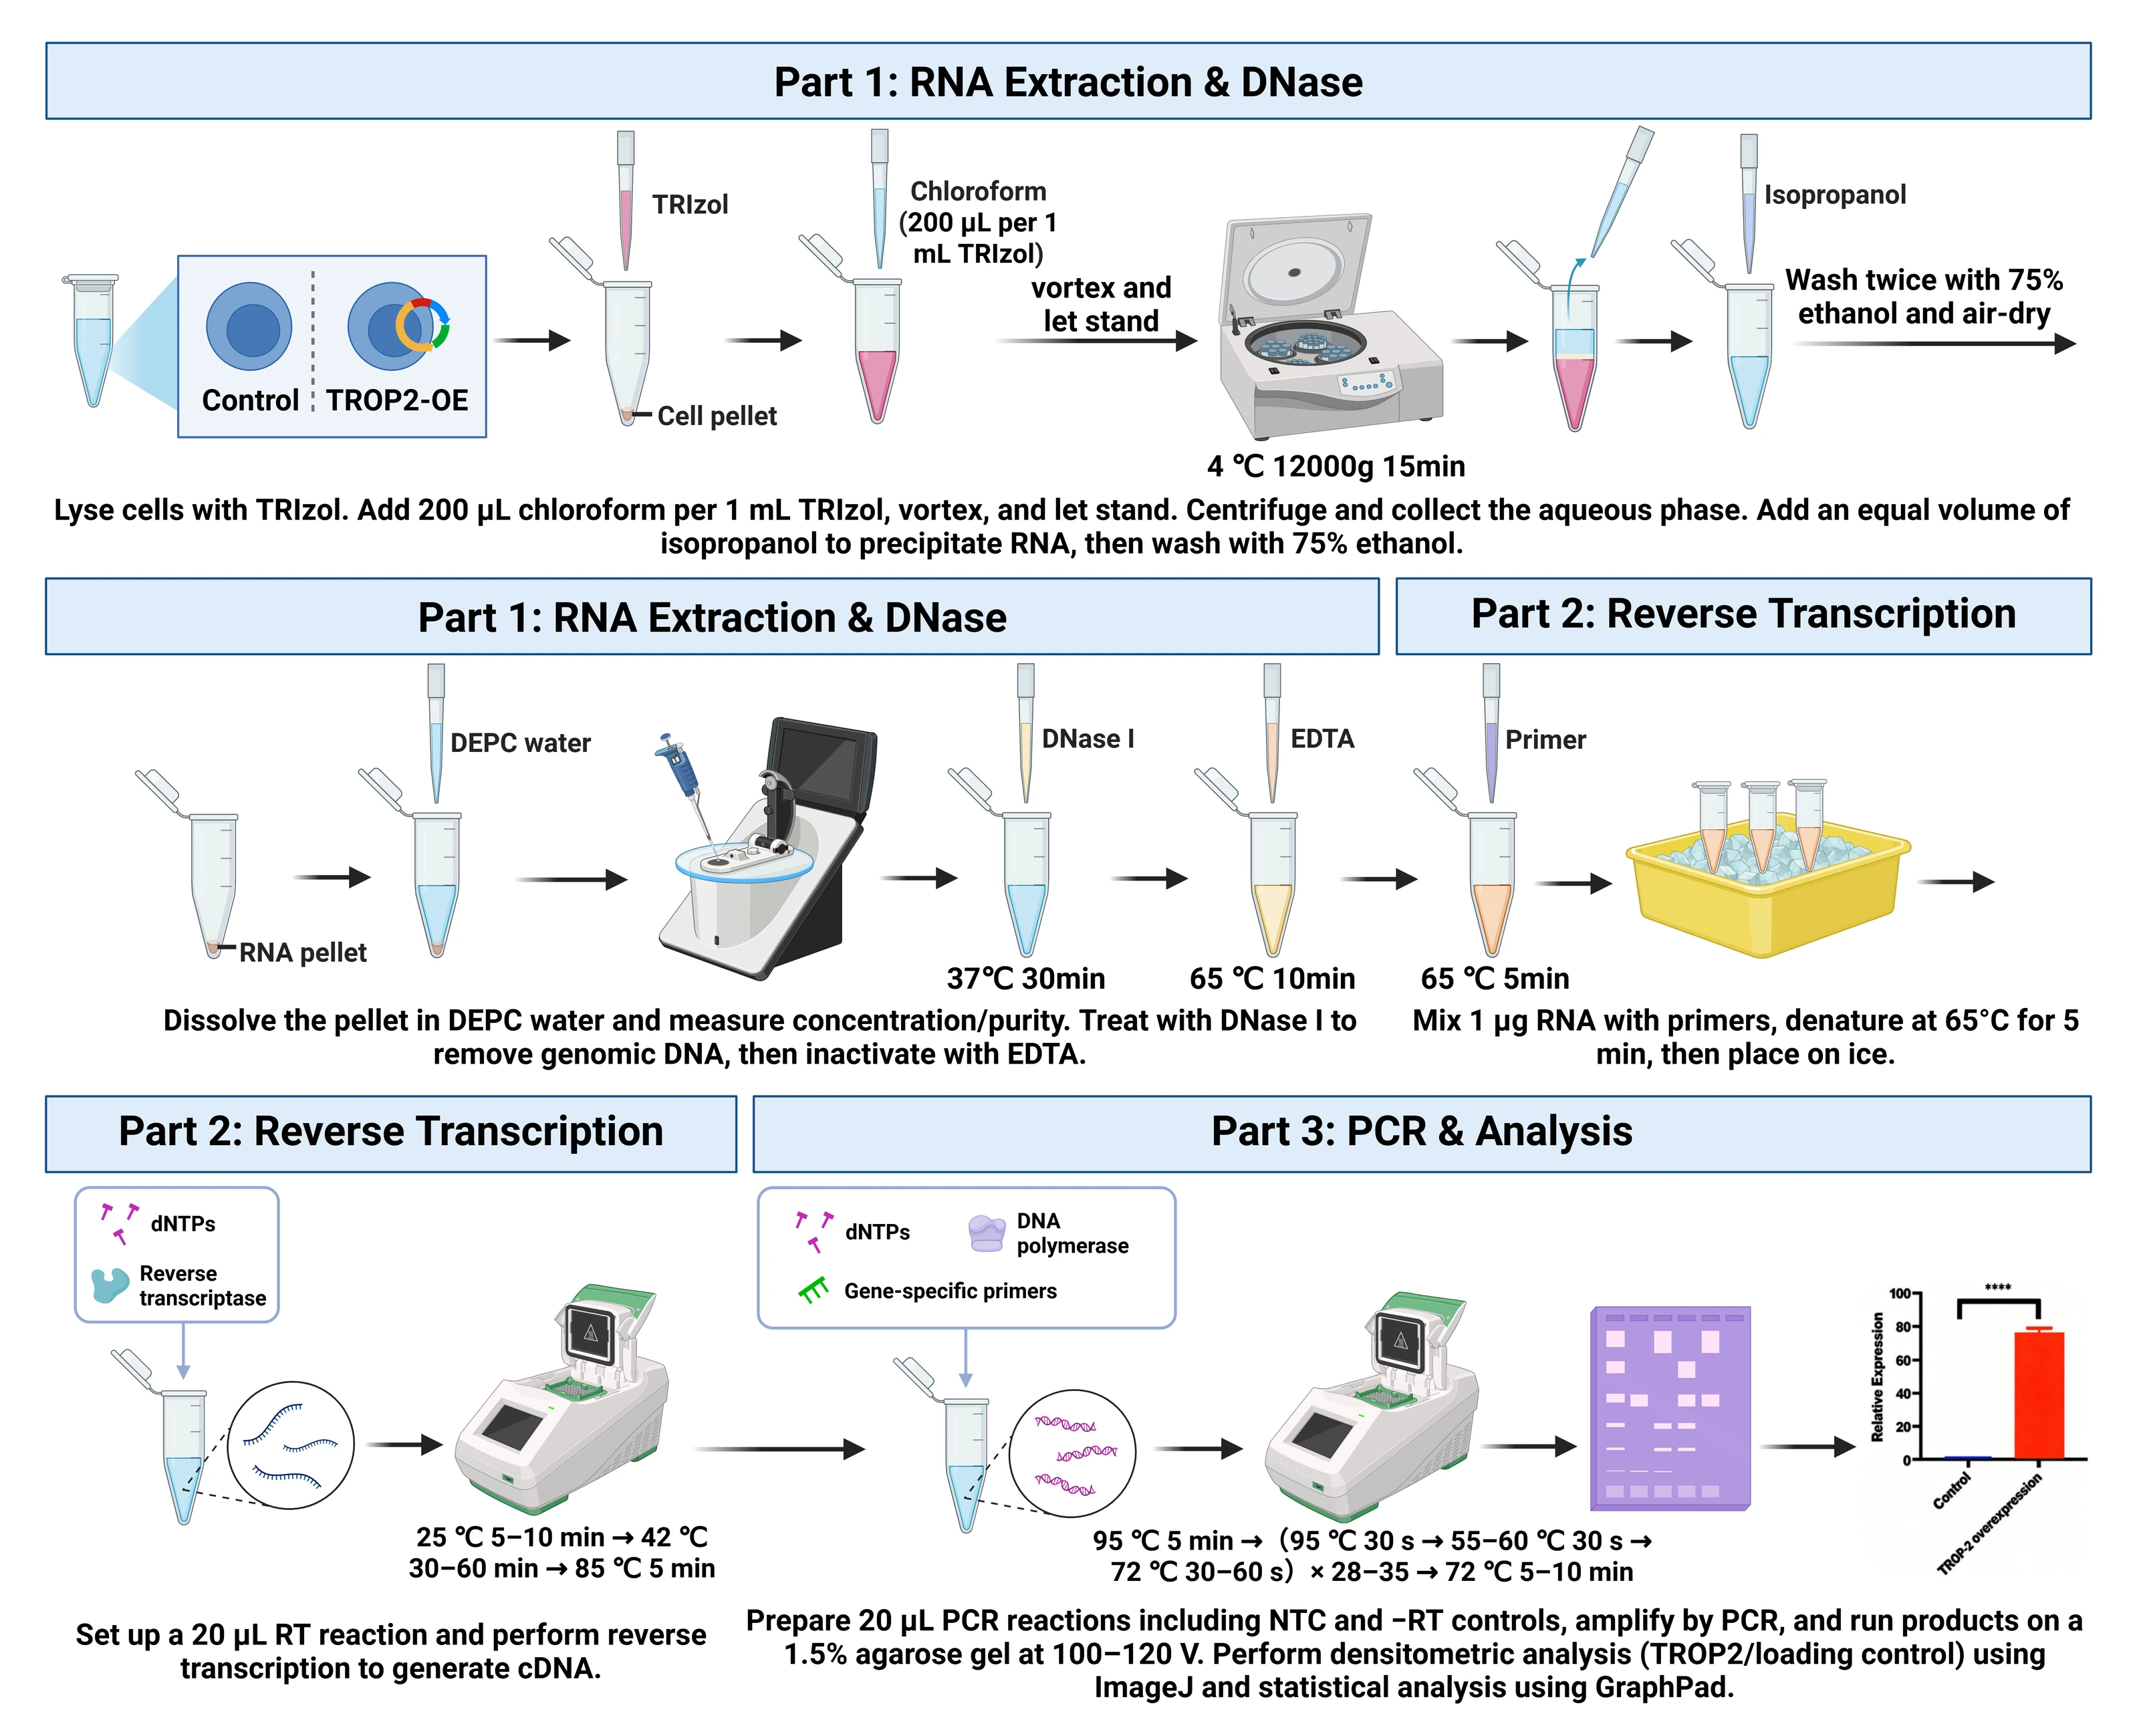 Part 1: RNA Extraction & DNase
TRIzol
Chloroform
(200 µL per 1
mL TRIzol)
Isopropanol
vortex and
let stand
Wash twice with 75%
ethanol and air-dry
Control
TROP2-OE
Cell pellet
4 ℃ 12000g 15min
Lyse cells with TRIzol. Add 200 µL chloroform per 1 mL TRIzol, vortex, and let stand. Centrifuge and collect the aqueous phase. Add an equal volume of
isopropanol to precipitate RNA, then wash with 75% ethanol.
Part 1: RNA Extraction & DNase
DEPC water
DNase I
EDTA
RNA pellet
37℃ 30min
65 ℃ 10min
Dissolve the pellet in DEPC water and measure concentration/purity. Treat with DNase I to
remove genomic DNA, then inactivate with EDTA.
Part 2: Reverse Transcription
Primer
65 ℃ 5min
Mix 1 µg RNA with primers, denature at 65°C for 5
min, then place on ice.
Part 2: Reverse Transcription
dNTPs
Reverse
transcriptase
25 ℃ 5–10 min → 42 ℃
30–60 min → 85 ℃ 5 min
Set up a 20 µL RT reaction and perform reverse
transcription to generate cDNA.
Part 3: PCR & Analysis
dNTPs
DNA
polymerase
Gene-specific primers
95 ℃ 5 min →（95 ℃ 30 s → 55–60 ℃ 30 s →
72 ℃ 30–60 s）× 28–35 → 72 ℃ 5–10 min
Relative Expression
100
80
60
40
20
0
****
Control
TROP-2 overexpression
Prepare 20 µL PCR reactions including NTC and −RT controls, amplify by PCR, and run products on a
1.5% agarose gel at 100–120 V. Perform densitometric analysis (TROP2/loading control) using
ImageJ and statistical analysis using GraphPad.